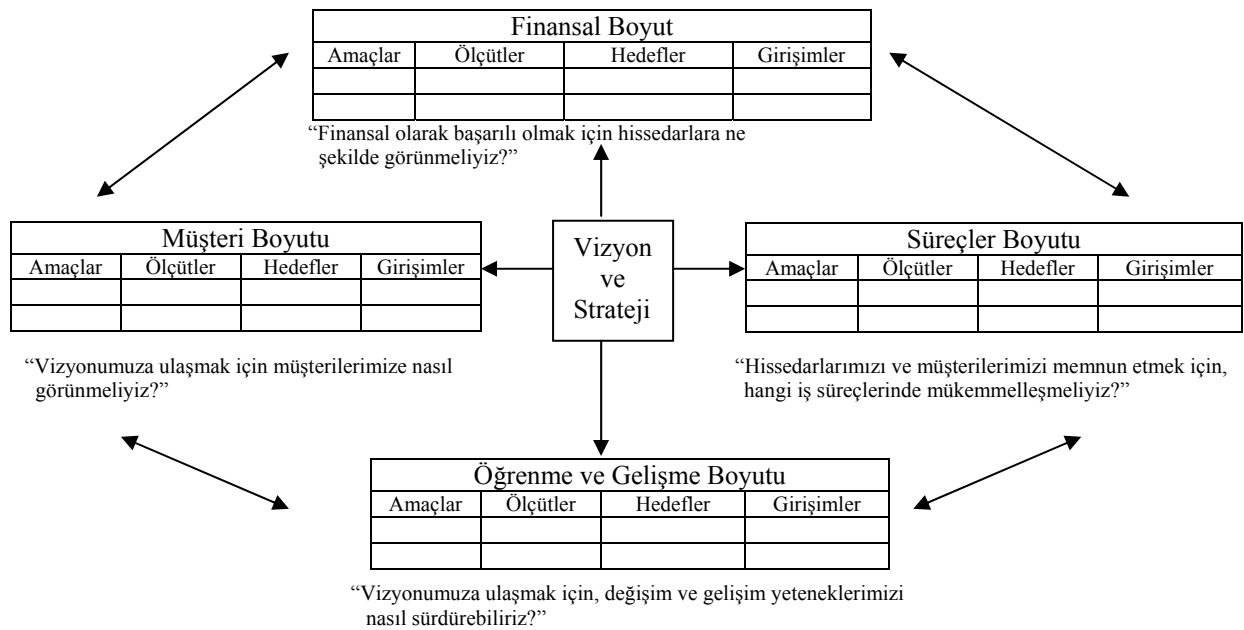 Finansal Boyut
Amaçlar Ölçütler Hedefler Girişimler
“Finansal olarak başarılı olmak için hissedarlara ne
şekilde görünmeliyiz?”
Müşteri Boyutu
Amaçlar Ölçütler Hedefler Girişimler
“Vizyonumuza ulaşmak için müşterilerimize nasıl
görünmeliyiz?”
Vizyon
ve
Strateji
Süreçler Boyutu
Amaçlar Ölçütler Hedefler Girişimler
“Hissedarlarımızı ve müşterilerimizi memnun etmek için,
hangi iş süreçlerinde mükemmelleşmeliyiz?”
Öğrenme ve Gelişme Boyutu
Amaçlar Ölçütler Hedefler Girişimler
“Vizyonumuza ulaşmak için, değişim ve gelişim yeteneklerimizi
nasıl sürdürebiliriz?”